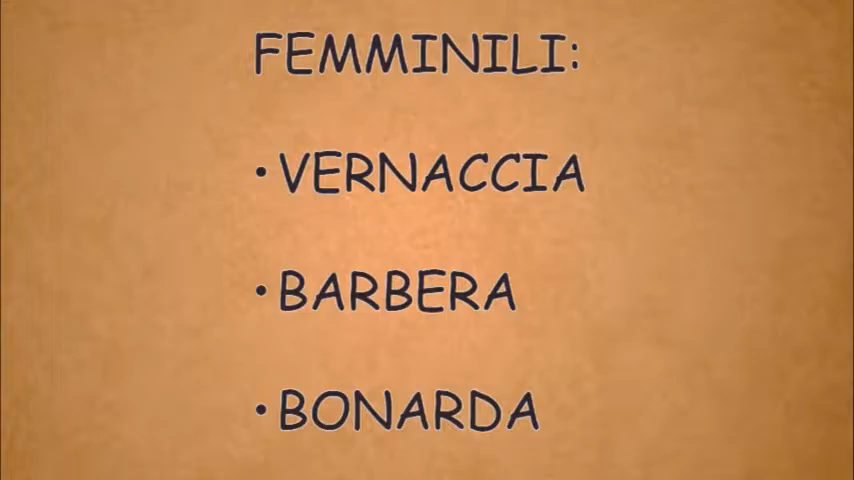 FEMMINILI:
• VERNACCIA
• BARBERA
• BONARDA